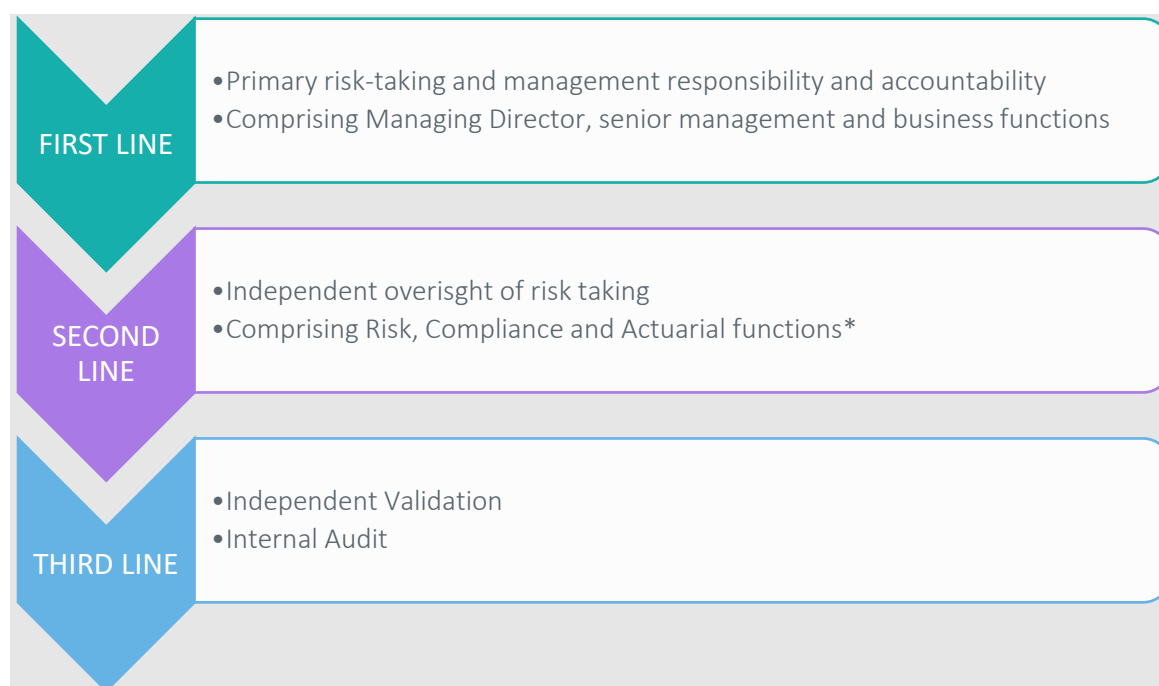 FIRST LINE
•Primary risk-taking and management responsibility and accountability
•Comprising Managing Director, senior management and business functions
SECOND
LINE
•Independent overisght of risk taking
•Comprising Risk, Compliance and Actuarial functions*
THIRD LINE
•Independent Validation
•Internal Audit